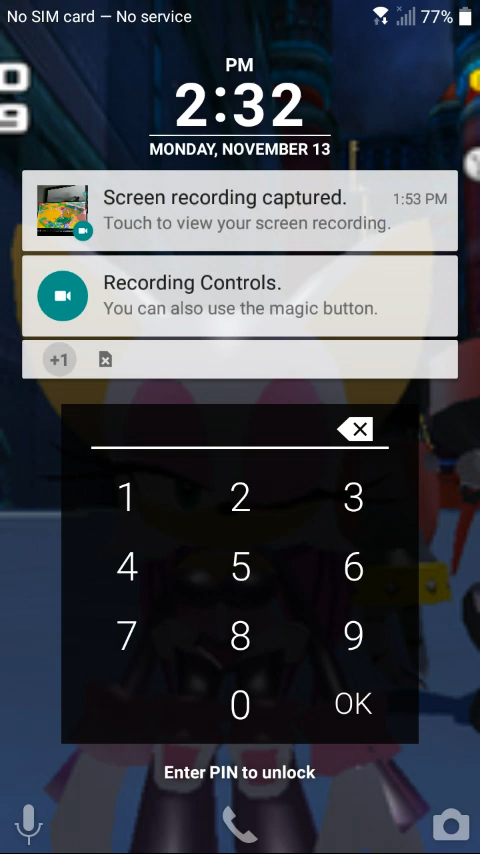 No SIM card — No service
77%
PM
2:32
MONDAY, NOVEMBER 13
Screen recording captured.
1:53 PM
Touch to view your screen recording.
Recording Controls.
You can also use the magic button.
+1
1 2 3
4 5 6
7 8 9
0 OK
Enter PIN to unlock